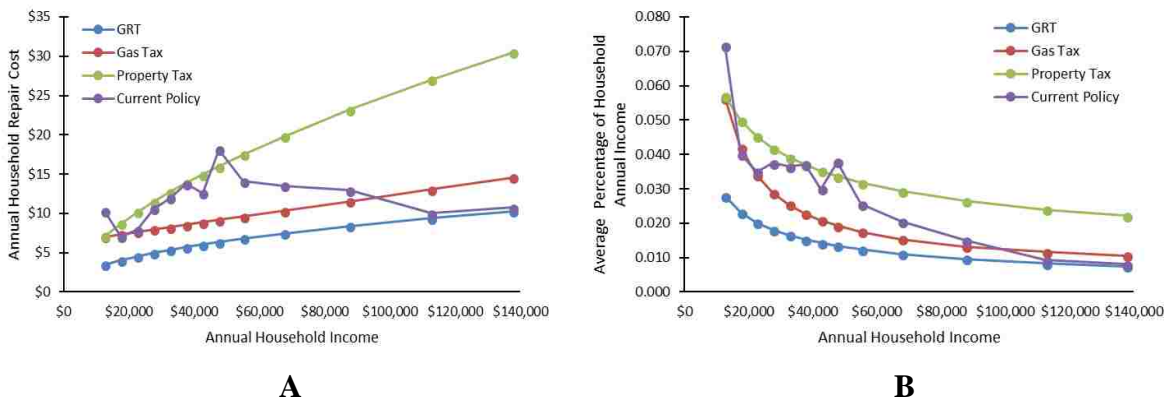 $35
$30
$25
$20
$15
$10
$5
$0
Annual Household Repair Cost
GRT
Gas Tax
Property Tax
Current Policy
$0 $20,000 $40,000 $60,000 $80,000 $100,000 $120,000 $140,000
Annual Household Income
A
0.080
0.070
0.060
0.050
0.040
0.030
0.020
0.010
0.000
Average Percentage of Household
Annual Income
GRT
Gas Tax
Property Tax
Current Policy
$0 $20,000 $40,000 $60,000 $80,000 $100,000 $120,000 $140,000
Annual Household Income
B